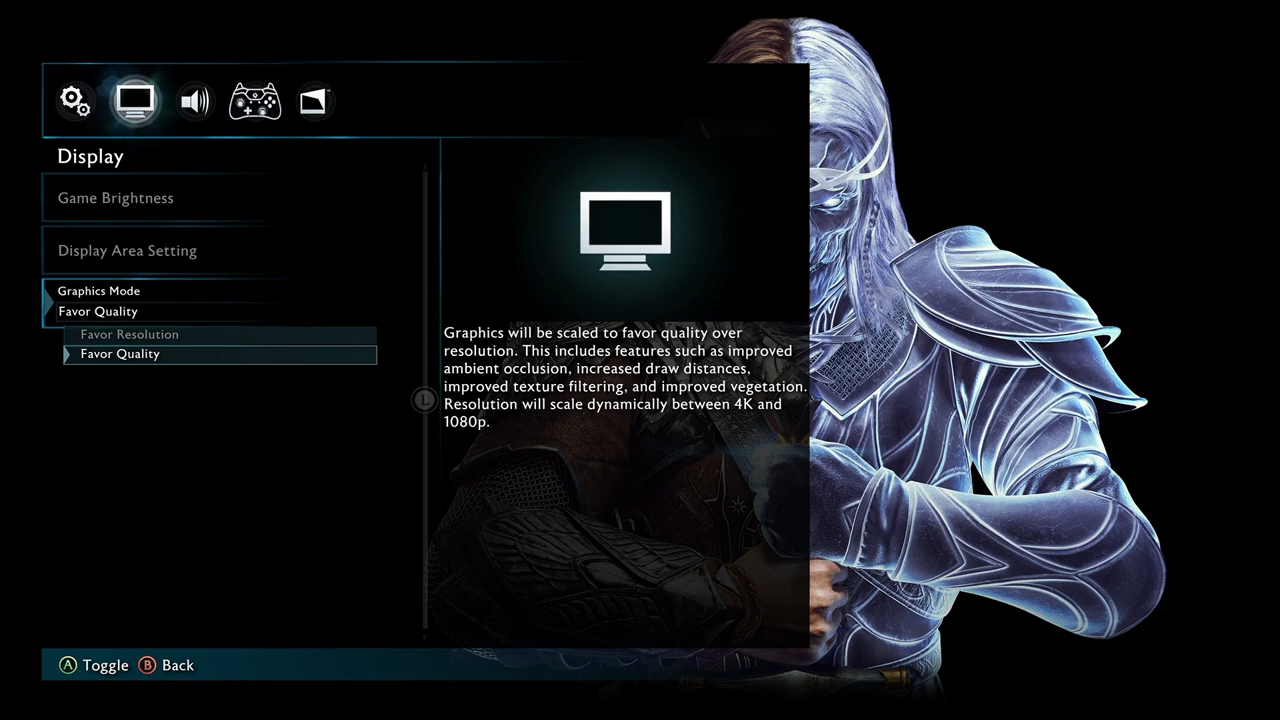 Display
Game Brightness
Display Area Setting
Graphics Mode
Favor Quality
Favor Resolution
Favor Quality
Graphics will be scaled to favor quality over
resolution. This includes features such as improved
ambient occlusion, increased draw distances,
improved texture filtering, and improved vegetation.
Resolution will scale dynamically between 4K and
1080p.
L
A Toggle B Back